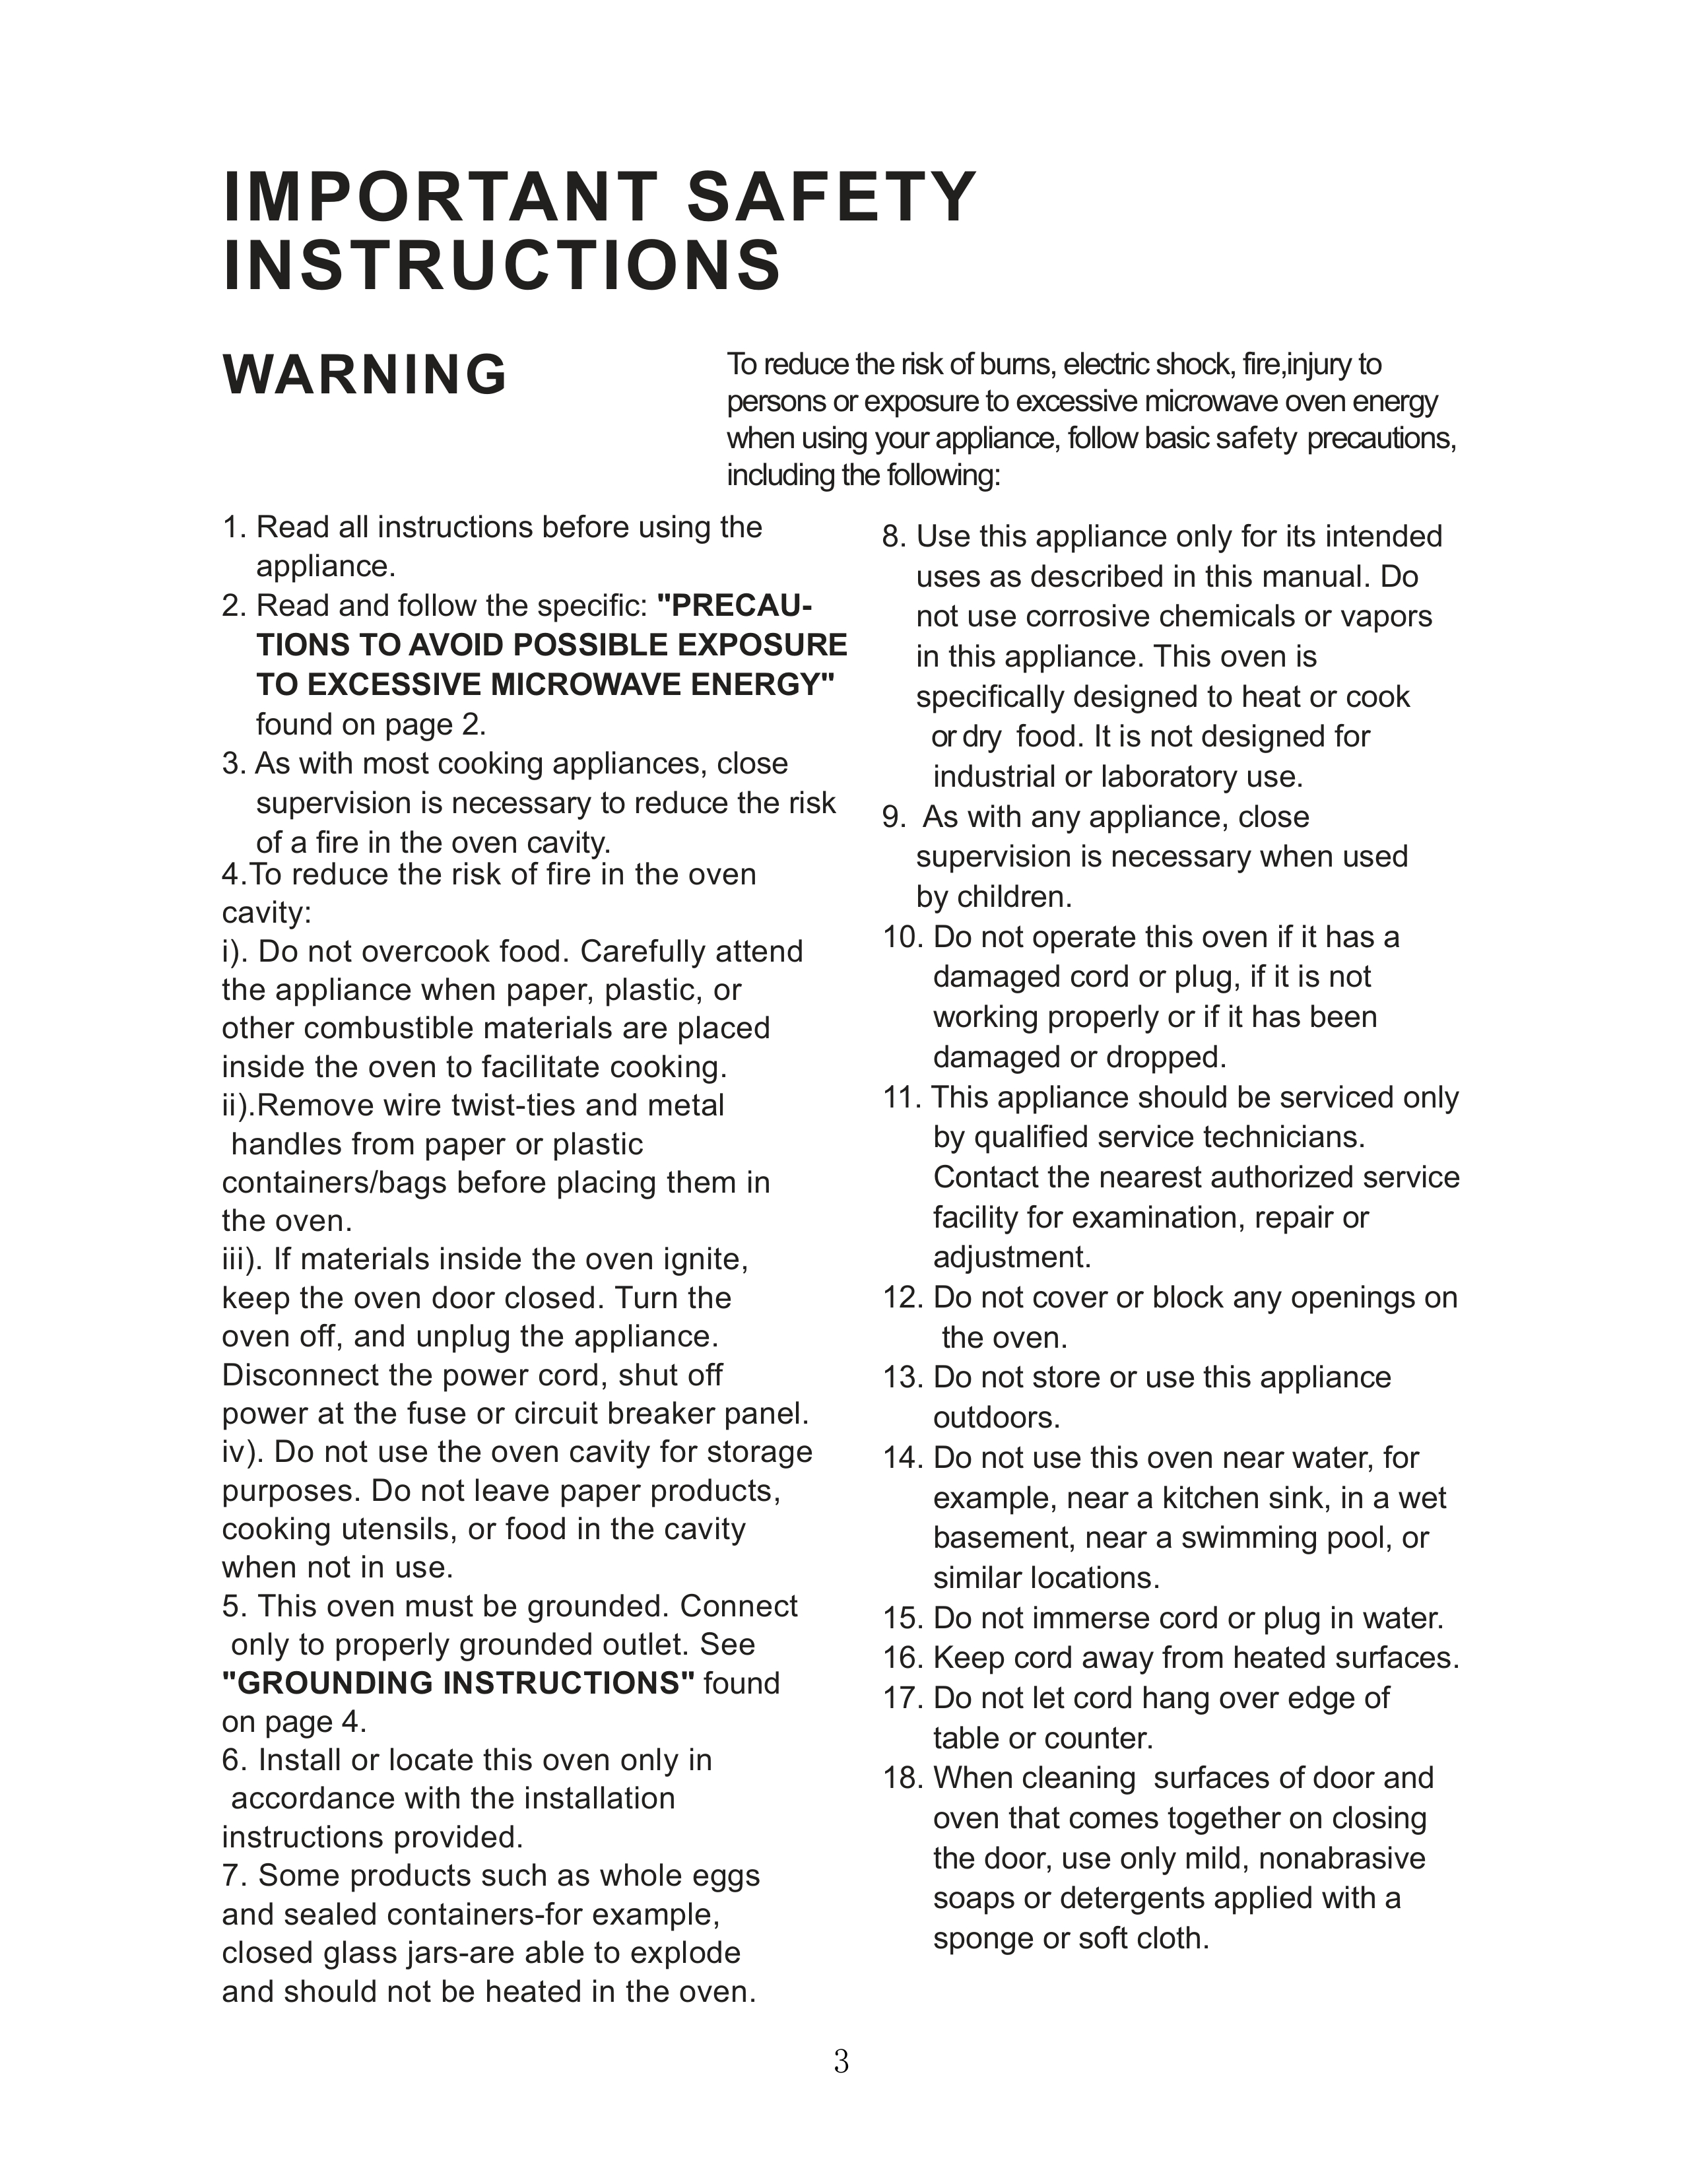 IMPORTANT SAFETY
INSTRUCTIONS
WARNING
To reduce the risk of burns, electric shock, fire,injury to
persons or exposure to excessive microwave oven energy
when using your appliance, follow basic safety precautions,
including the following:
1. Read all instructions before using the
appliance.
2. Read and follow the specific: "PRECAU-
TIONS TO AVOID POSSIBLE EXPOSURE
TO EXCESSIVE MICROWAVE ENERGY"
found on page 2.
3. As with most cooking appliances, close
supervision is necessary to reduce the risk
of a fire in the oven cavity.
4.To reduce the risk of fire in the oven
cavity:
i). Do not overcook food. Carefully attend
the appliance when paper, plastic, or
other combustible materials are placed
inside the oven to facilitate cooking.
ii).Remove wire twist-ties and metal
handles from paper or plastic
containers/bags before placing them in
the oven.
iii). If materials inside the oven ignite,
keep the oven door closed. Turn the
oven off, and unplug the appliance.
Disconnect the power cord, shut off
power at the fuse or circuit breaker panel.
iv). Do not use the oven cavity for storage
purposes. Do not leave paper products,
cooking utensils, or food in the cavity
when not in use.
5. This oven must be grounded. Connect
only to properly grounded outlet. See
"GROUNDING INSTRUCTIONS" found
on page 4.
6. Install or locate this oven only in
accordance with the installation
instructions provided.
7. Some products such as whole eggs
and sealed containers-for example,
closed glass jars-are able to explode
and should not be heated in the oven.
8. Use this appliance only for its intended
uses as described in this manual. Do
not use corrosive chemicals or vapors
in this appliance. This oven is
specifically designed to heat or cook
or dry food. It is not designed for
industrial or laboratory use.
9. As with any appliance, close
supervision is necessary when used
by children.
10. Do not operate this oven if it has a
damaged cord or plug, if it is not
working properly or if it has been
damaged or dropped.
11. This appliance should be serviced only
by qualified service technicians.
Contact the nearest authorized service
facility for examination, repair or
adjustment.
12. Do not cover or block any openings on
the oven.
13. Do not store or use this appliance
outdoors.
14. Do not use this oven near water, for
example, near a kitchen sink, in a wet
basement, near a swimming pool, or
similar locations.
15. Do not immerse cord or plug in water.
16. Keep cord away from heated surfaces.
17. Do not let cord hang over edge of
table or counter.
18. When cleaning surfaces of door and
oven that comes together on closing
the door, use only mild, nonabrasive
soaps or detergents applied with a
sponge or soft cloth.
3